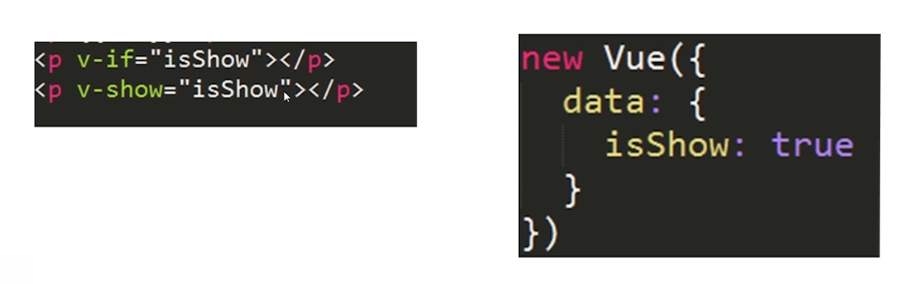 <p v-if="isShow"></p>
<p v-show="isShow"></p>
new Vue({
  data: {
    isShow: true
  }
})